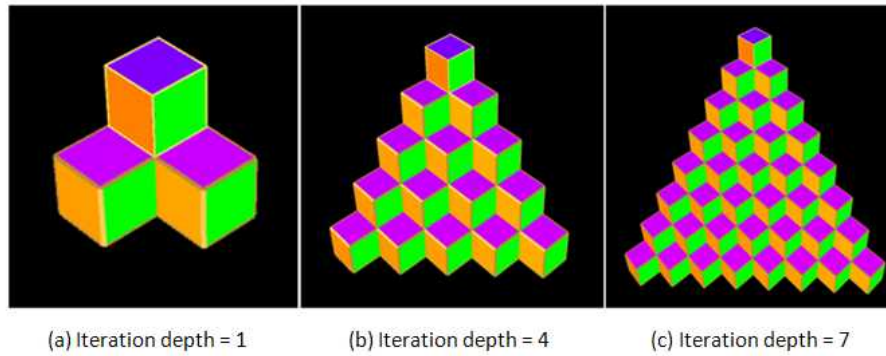 (a) Iteration depth = 1
(b) Iteration depth = 4
(c) Iteration depth = 7